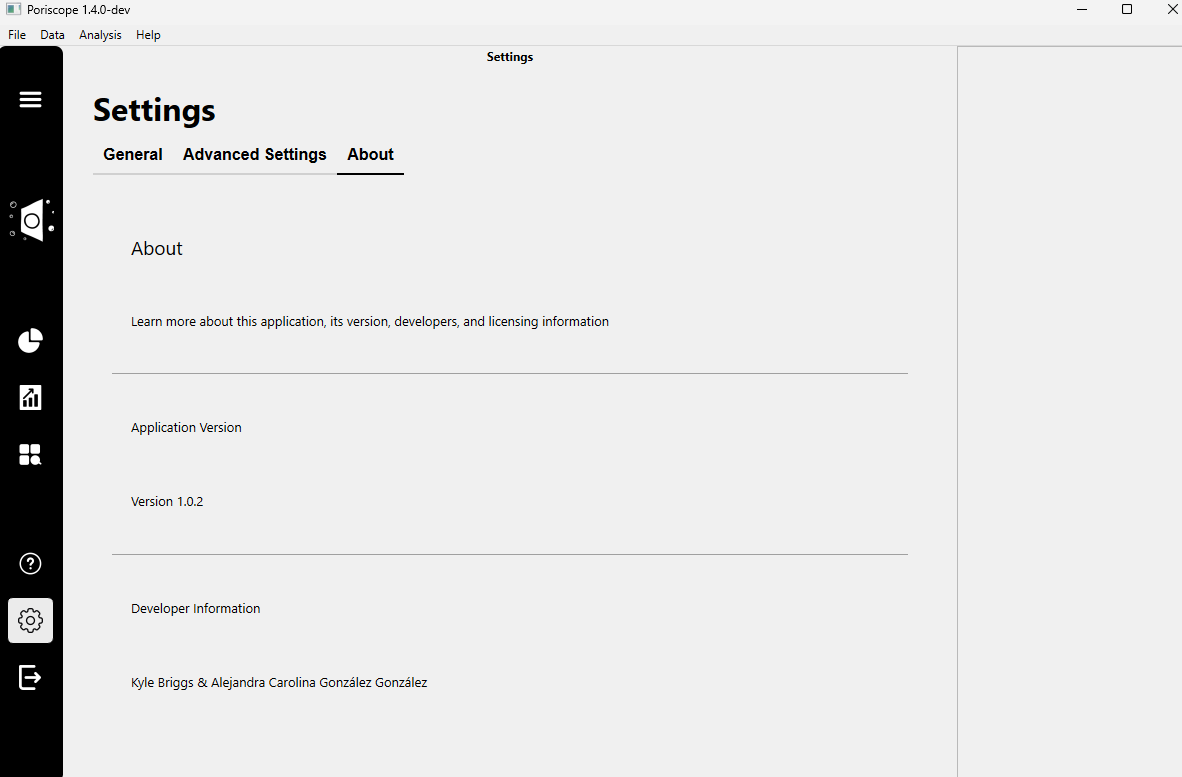 Poriscope 1.4.0-dev
File Data Analysis Help
Settings
Settings
General Advanced Settings About
About
Learn more about this application, its version, developers, and licensing information
Application Version
Version 1.0.2
?
Developer Information
Kyle Briggs & Alejandra Carolina González González